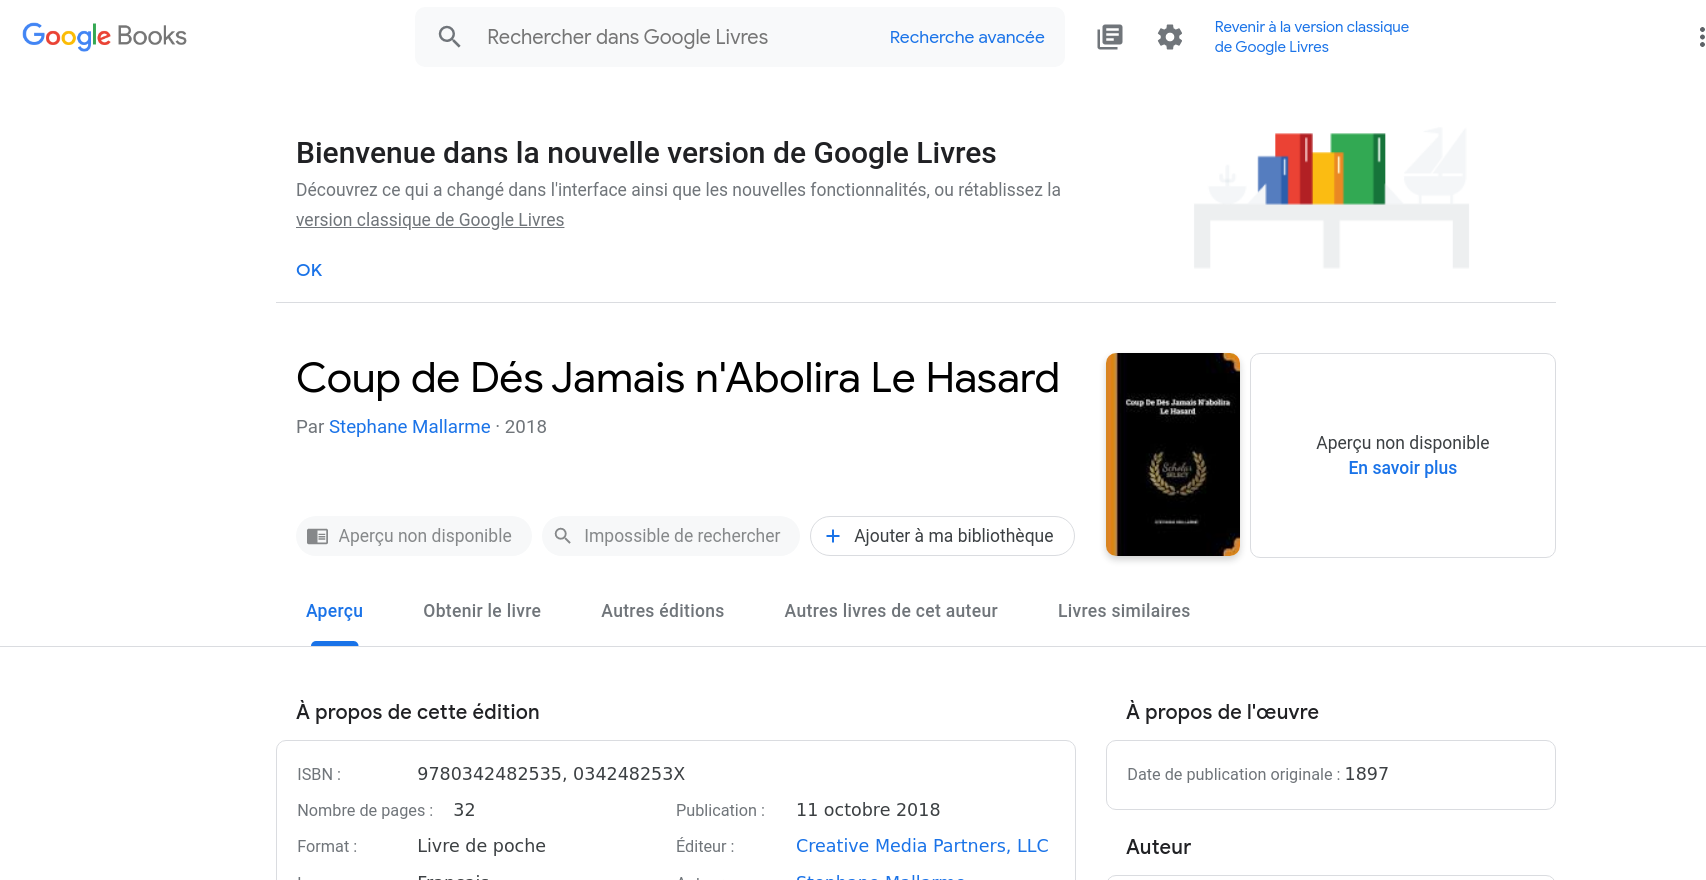 Google Books
Rechercher dans Google Livres
Recherche avancée
Revenir à la version classique
de Google Livres
Bienvenue dans la nouvelle version de Google Livres
Découvrez ce qui a changé dans l'interface ainsi que les nouvelles fonctionnalités, ou rétablissez la
version classique de Google Livres
OK
Coup de Dés Jamais n'Abolira Le Hasard
Par Stephane Mallarme · 2018
Coup De Dés Jamais N'abolira
Le Hasard
Scholar
SELECT
STEPHANE MALLARME
Aperçu non disponible
En savoir plus
Aperçu non disponible
Impossible de rechercher
Ajouter à ma bibliothèque
Aperçu
Obtenir le livre
Autres éditions
Autres livres de cet auteur
Livres similaires
À propos de cette édition
ISBN : 9780342482535, 034248253X
Nombre de pages : 32
Publication : 11 octobre 2018
Format : Livre de poche
Éditeur : Creative Media Partners, LLC
Français
Stephane Mallarme
À propos de l'œuvre
Date de publication originale : 1897
Auteur